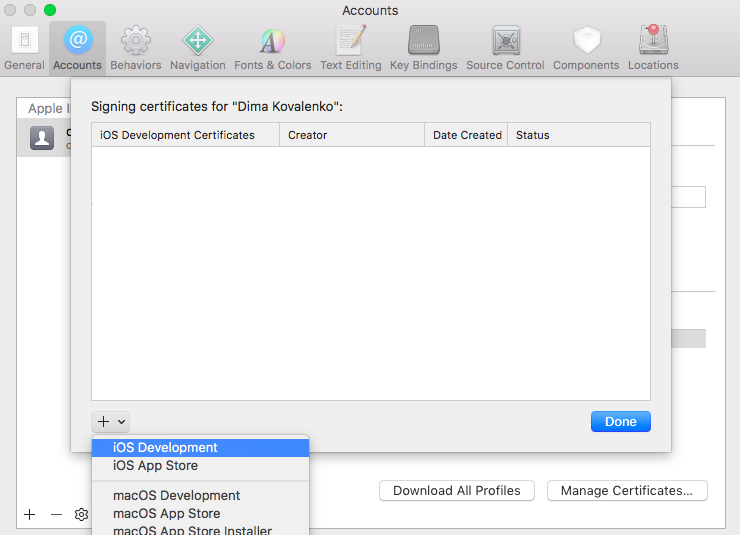 Accounts
General Accounts Behaviors Navigation Fonts & Colors Text Editing Key Bindings Source Control Components Locations
Apple I
Signing certificates for "Dima Kovalenko":
iOS Development Certificates Creator Date Created Status
Done
iOS Development
iOS App Store
macOS Development
macOS App Store
macOS App Store Installer
Download All Profiles Manage Certificates...